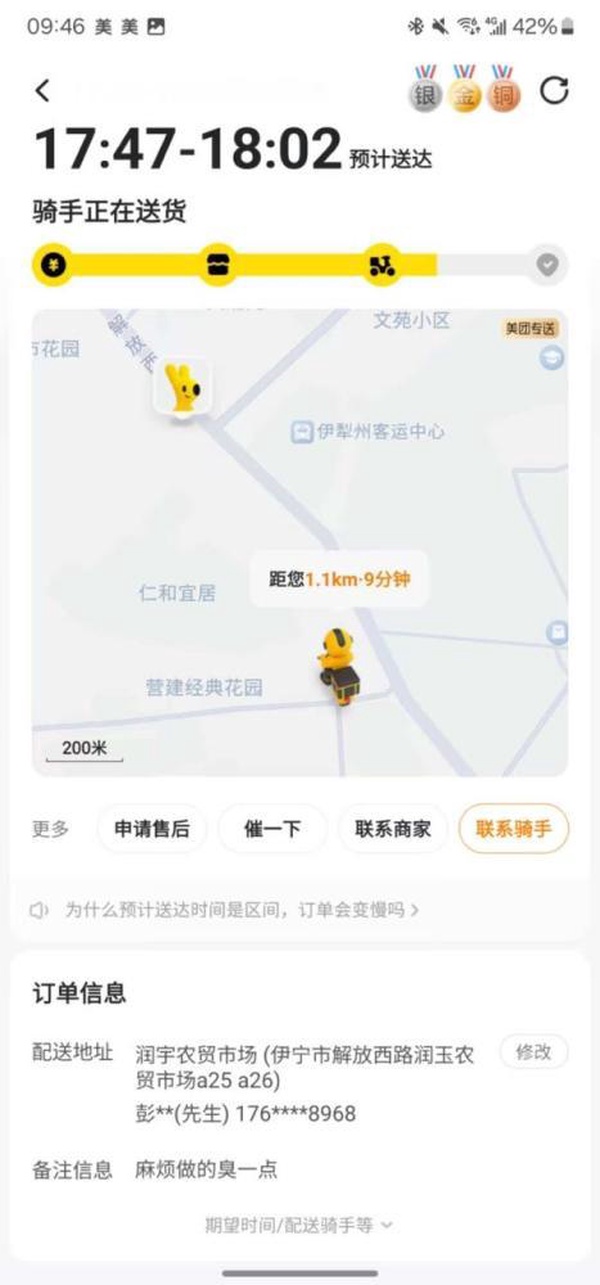 09:46 美 美 4G 42%
银 金 铜
17:47-18:02 预计送达
骑手正在送货
¥
文苑小区
美团专送
解放西
花园
伊犁州客运中心
距您1.1km·9分钟
仁和宜居
营建经典花园
200米
更多 申请售后 催一下 联系商家 联系骑手
为什么预计送达时间是区间，订单会变慢吗 >
订单信息
配送地址 润宇农贸市场 (伊宁市解放西路润玉农 修改
贸市场a25 a26)
彭**(先生) 176****8968
备注信息 麻烦做的臭一点
期望时间/配送骑手等